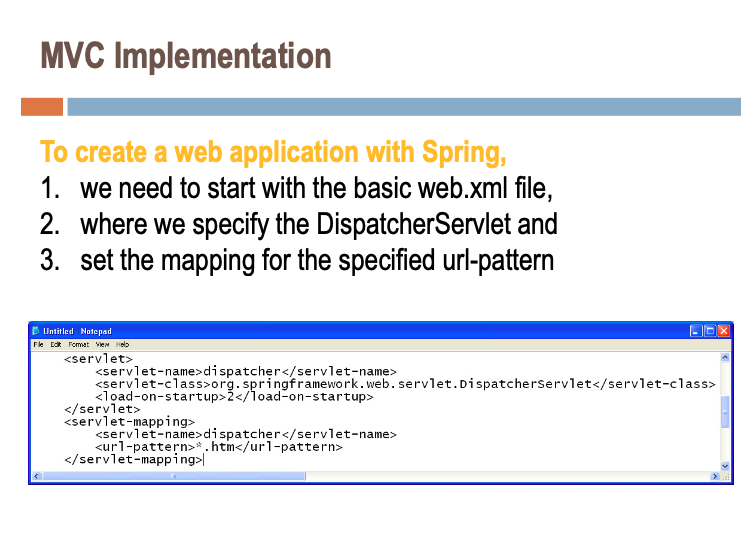 MVC Implementation
To create a web application with Spring,
1. we need to start with the basic web.xml file,
2. where we specify the DispatcherServlet and
3. set the mapping for the specified url-pattern
Untitled - Notepad
File Edit Format View Help
<servlet>
<servlet-name>dispatcher</servlet-name>
<servlet-class>org.springframework.web.servlet.DispatcherServlet</servlet-class>
<load-on-startup>2</load-on-startup>
</servlet>
<servlet-mapping>
<servlet-name>dispatcher</servlet-name>
<url-pattern>*.htm</url-pattern>
</servlet-mapping>